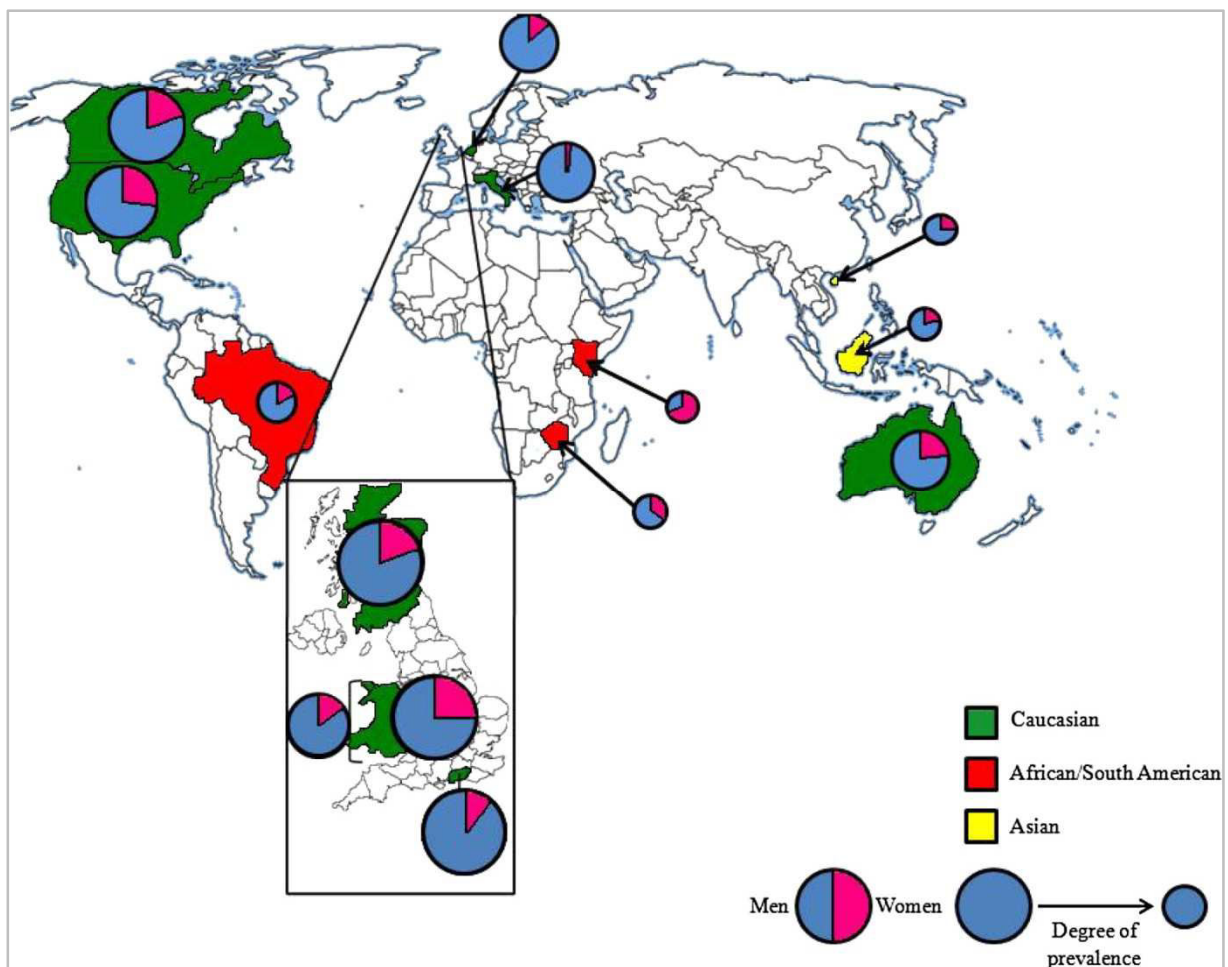 Caucasian
African/South American
Asian
Men
Women
Degree of
prevalence